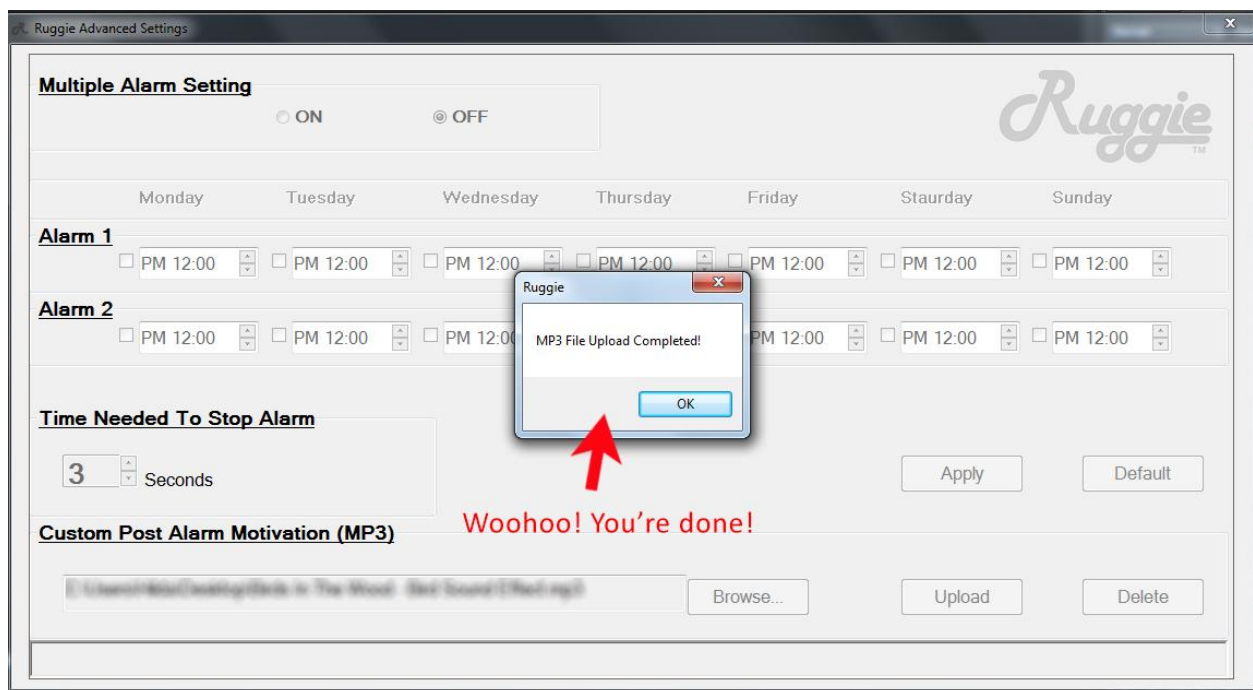 Ruggie Advanced Settings
Multiple Alarm Setting
ON OFF
Ruggie TM
Monday Tuesday Wednesday Thursday Friday Staurday Sunday
Alarm 1
PM 12:00 PM 12:00 PM 12:00 PM 12:00 PM 12:00 PM 12:00 PM 12:00
Ruggie
Alarm 2
PM 12:00 PM 12:00 PM 12:00 PM 12:00 PM 12:00 PM 12:00
MP3 File Upload Completed!
OK
Time Needed To Stop Alarm
3 Seconds
Apply Default
Woohoo! You're done!
Custom Post Alarm Motivation (MP3)
Browse... Upload Delete